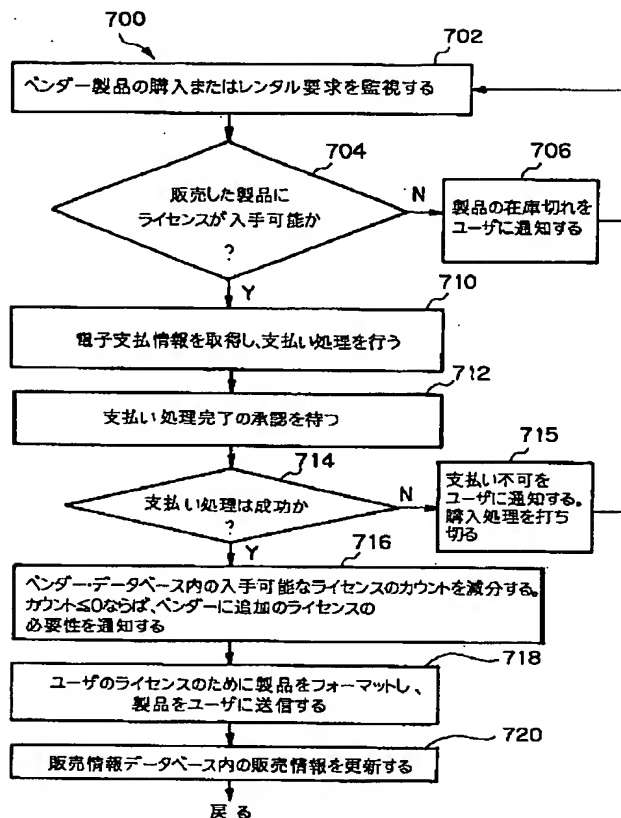 700
702
ベンダー製品の購入またはレンタル要求を監視する
704
販売した製品に
ライセンスが入手可能か
?
N
706
製品の在庫切れを
ユーザに通知する
Y
710
電子支払情報を取得し、支払い処理を行う
712
支払い処理完了の承認を待つ
714
支払い処理は成功か
?
N
715
支払い不可を
ユーザに通知する。
購入処理を打ち
切る
Y
716
ベンダー・データベース内の入手可能なライセンスのカウントを減分する。
カウント≤0ならば、ベンダーに追加のライセンスの
必要性を通知する
718
ユーザのライセンスのために製品をフォーマットし、
製品をユーザに送信する
720
販売情報データベース内の販売情報を更新する
戻る